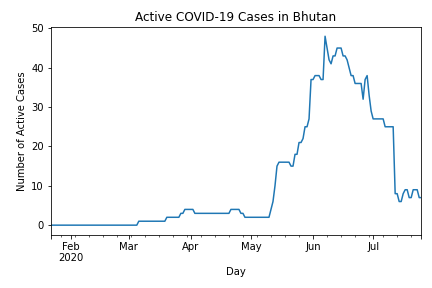 Active COVID-19 Cases in Bhutan
50
40
30
20
10
0
Number of Active Cases
Feb Mar Apr May Jun Jul
2020
Day